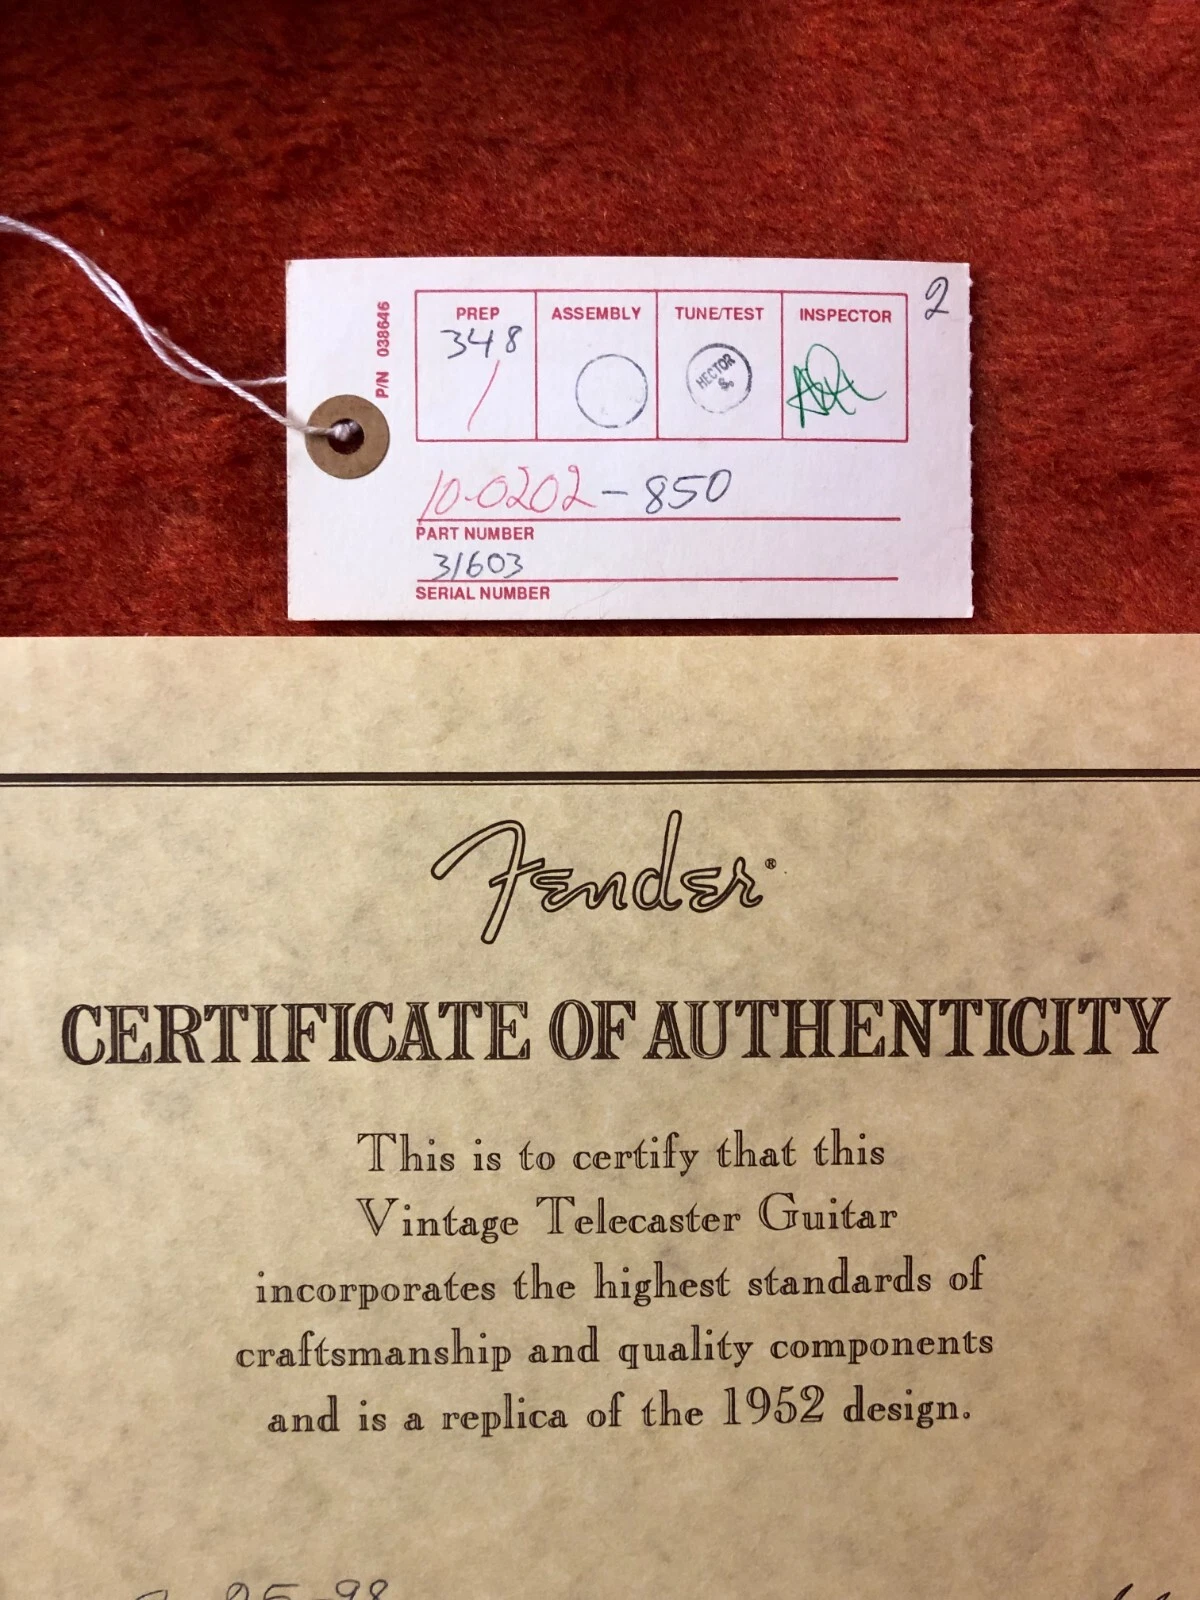 P/N 038646
PREP ASSEMBLY TUNE/TEST INSPECTOR 2
348
HECTOR S.
10-0202-850
PART NUMBER
31603
SERIAL NUMBER
Fender®
CERTIFICATE OF AUTHENTICITY
This is to certify that this
Vintage Telecaster Guitar
incorporates the highest standards of
craftsmanship and quality components
and is a replica of the 1952 design.